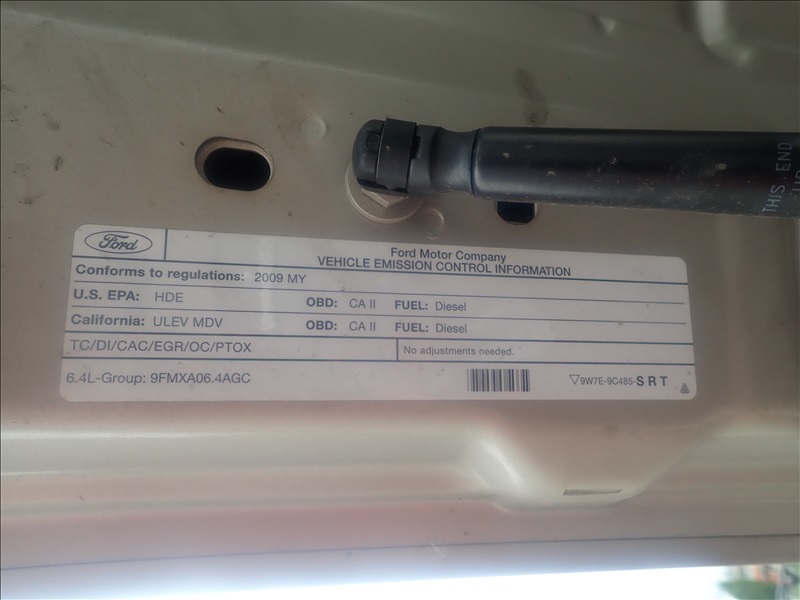 Ford
Ford Motor Company
VEHICLE EMISSION CONTROL INFORMATION
Conforms to regulations: 2009 MY
U.S. EPA: HDE OBD: CA II FUEL: Diesel
California: ULEV MDV OBD: CA II FUEL: Diesel
TC/DI/CAC/EGR/OC/PTOX No adjustments needed.
6.4L-Group: 9FMXA06.4AGC ▽9W7E-9C485-S R T
THIS END
UP